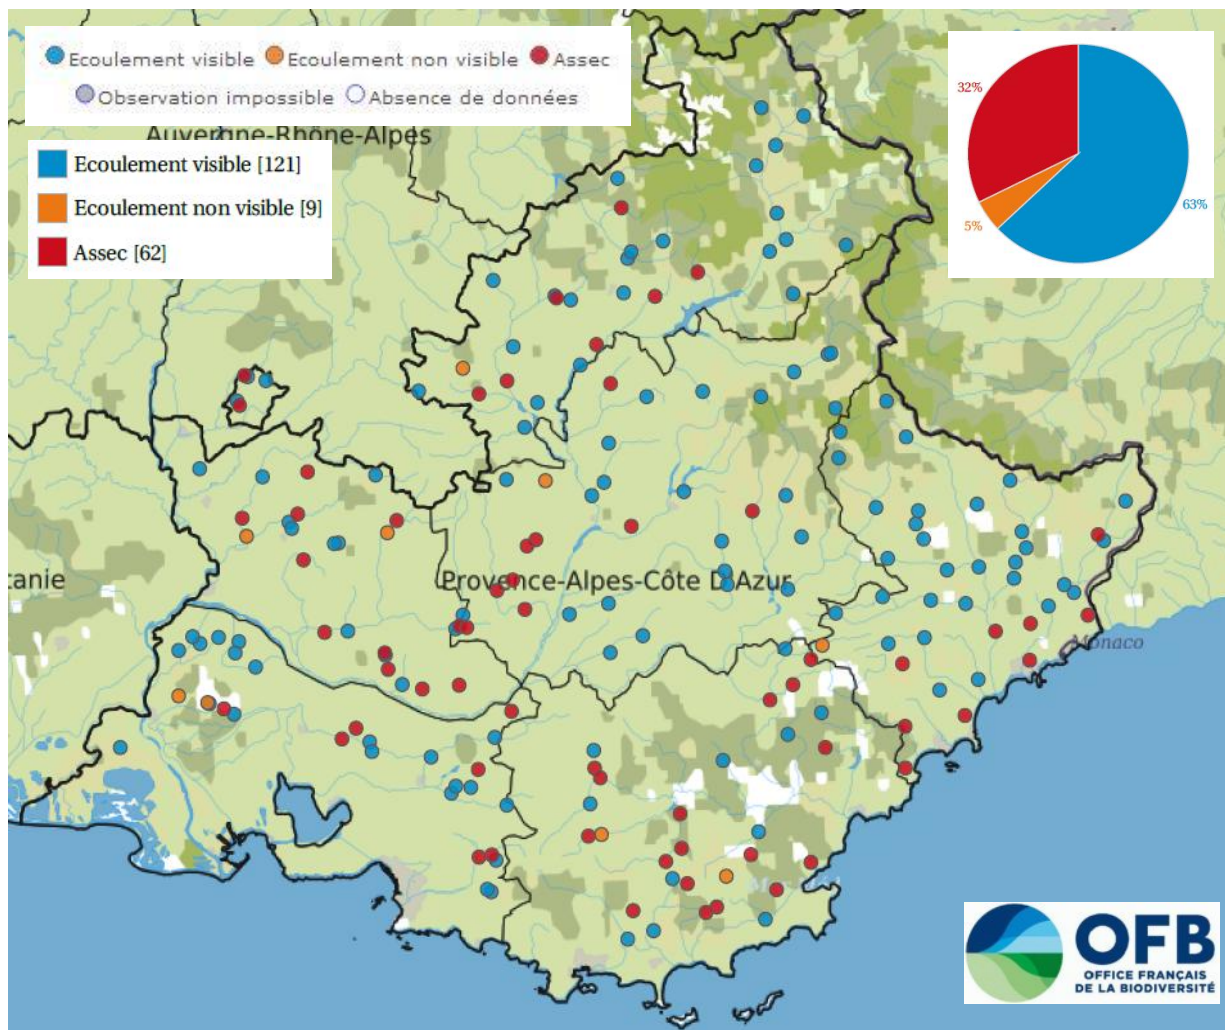 Ecoulement visible Ecoulement non visible Assec
Observation impossible Absence de données
Auvergne-Rhône-Alpes
Ecoulement visible [121]
Ecoulement non visible [9]
Assec [62]
32%
63%
5%
tanie
Provence-Alpes-Côte D'Azur
Monaco
OFB
OFFICE FRANÇAIS
DE LA BIODIVERSITÉ